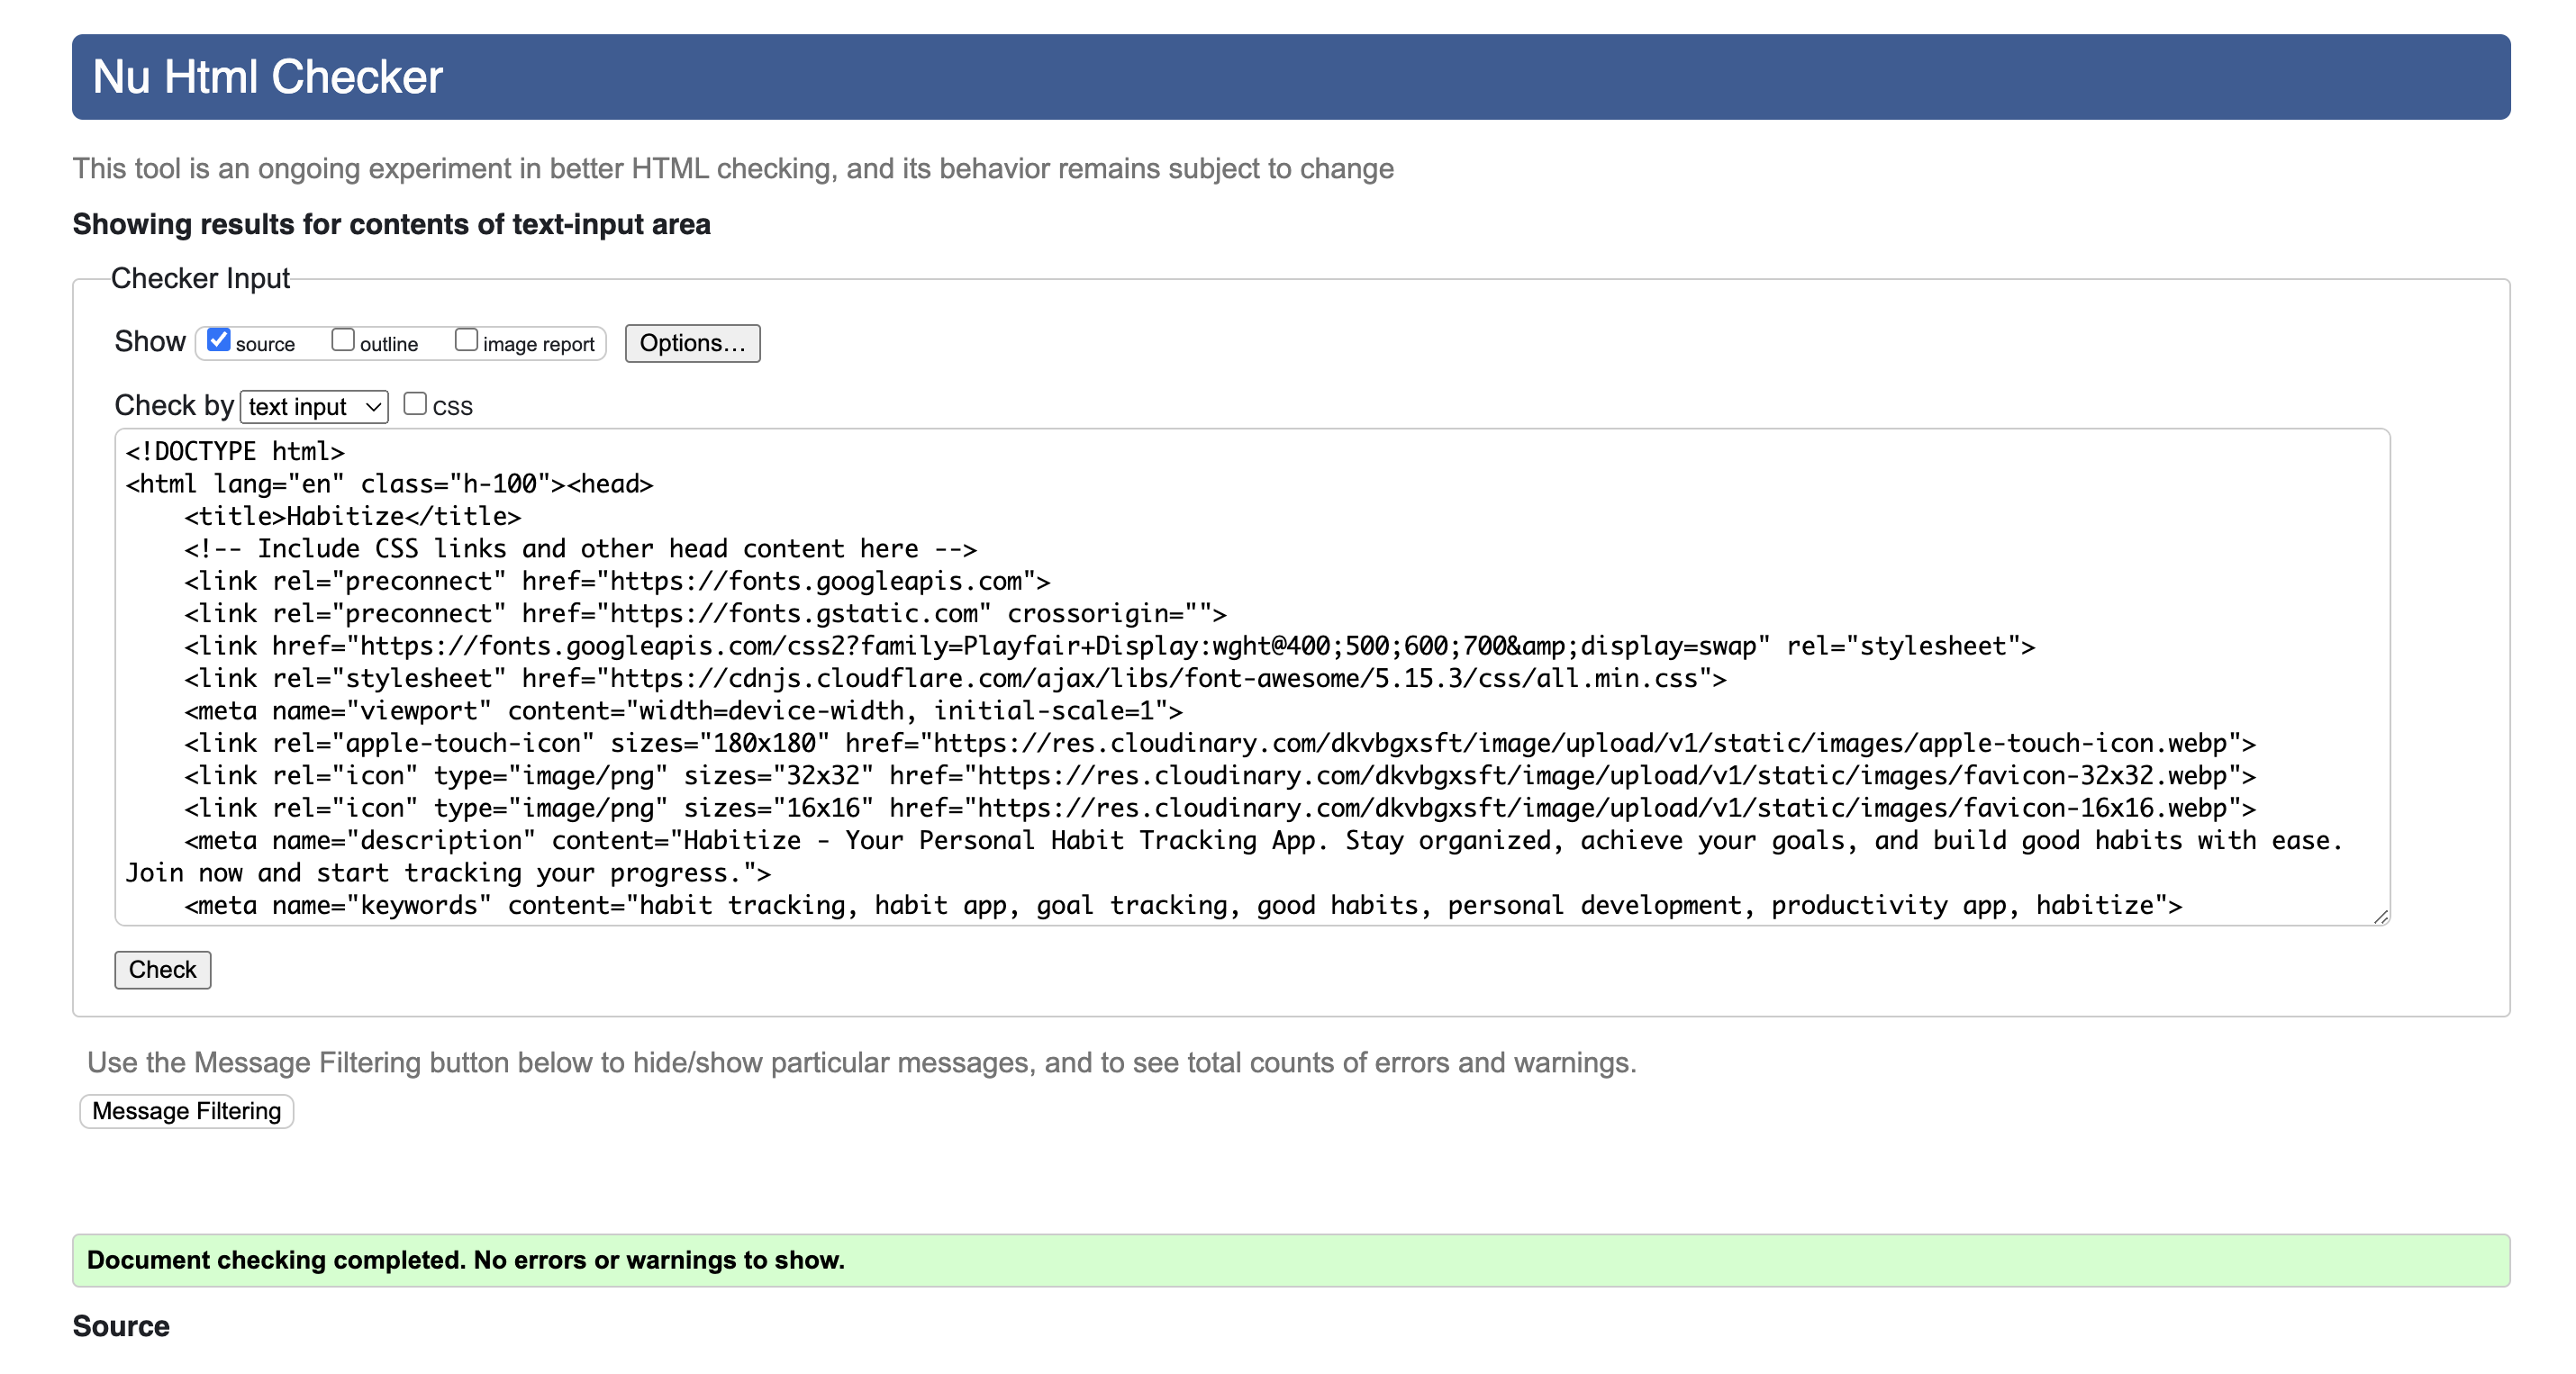 Nu Html Checker
This tool is an ongoing experiment in better HTML checking, and its behavior remains subject to change
Showing results for contents of text-input area
Checker Input
Show source outline image report Options...
Check by text input CSS
<!DOCTYPE html>
<html lang="en" class="h-100"><head>
    <title>Habitize</title>
    <!-- Include CSS links and other head content here -->
    <link rel="preconnect" href="https://fonts.googleapis.com">
    <link rel="preconnect" href="https://fonts.gstatic.com" crossorigin="">
    <link href="https://fonts.googleapis.com/css2?family=Playfair+Display:wght@400;500;600;700&amp;display=swap" rel="stylesheet">
    <link rel="stylesheet" href="https://cdnjs.cloudflare.com/ajax/libs/font-awesome/5.15.3/css/all.min.css">
    <meta name="viewport" content="width=device-width, initial-scale=1">
    <link rel="apple-touch-icon" sizes="180x180" href="https://res.cloudinary.com/dkvbgxsft/image/upload/v1/static/images/apple-touch-icon.webp">
    <link rel="icon" type="image/png" sizes="32x32" href="https://res.cloudinary.com/dkvbgxsft/image/upload/v1/static/images/favicon-32x32.webp">
    <link rel="icon" type="image/png" sizes="16x16" href="https://res.cloudinary.com/dkvbgxsft/image/upload/v1/static/images/favicon-16x16.webp">
    <meta name="description" content="Habitize - Your Personal Habit Tracking App. Stay organized, achieve your goals, and build good habits with ease.
Join now and start tracking your progress.">
    <meta name="keywords" content="habit tracking, habit app, goal tracking, good habits, personal development, productivity app, habitize">
Check
Use the Message Filtering button below to hide/show particular messages, and to see total counts of errors and warnings.
Message Filtering
Document checking completed. No errors or warnings to show.
Source